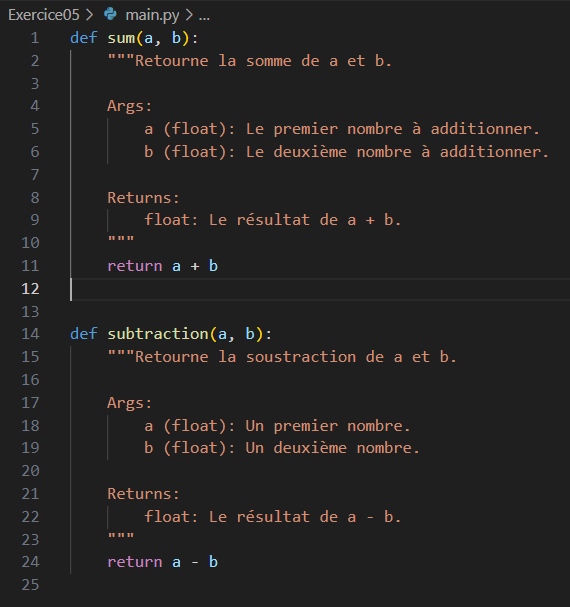 Exercice05 > main.py > ...
1 def sum(a, b):
2     """Retourne la somme de a et b.
3
4     Args:
5         a (float): Le premier nombre à additionner.
6         b (float): Le deuxième nombre à additionner.
7
8     Returns:
9         float: Le résultat de a + b.
10     """
11     return a + b
12
13
14 def subtraction(a, b):
15     """Retourne la soustraction de a et b.
16
17     Args:
18         a (float): Un premier nombre.
19         b (float): Un deuxième nombre.
20
21     Returns:
22         float: Le résultat de a - b.
23     """
24     return a - b
25